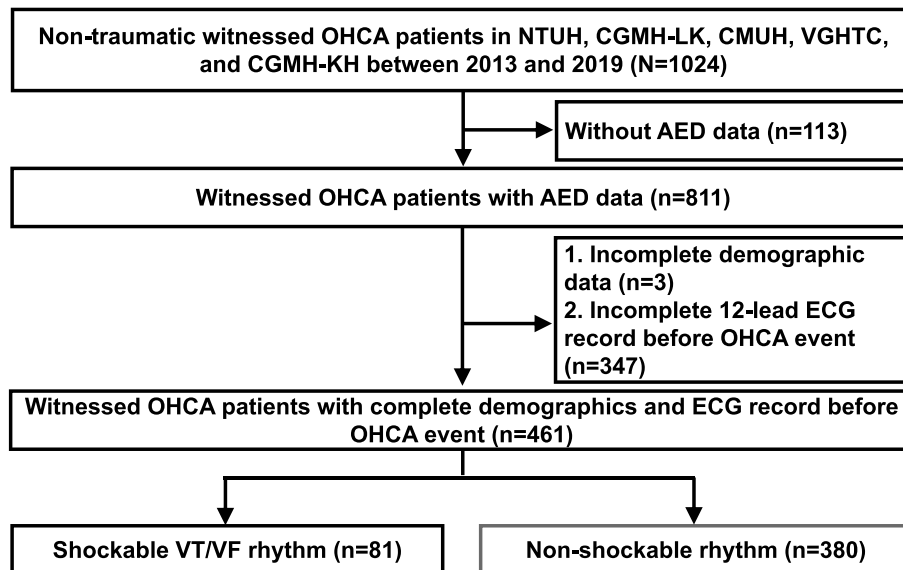 Non-traumatic witnessed OHCA patients in NTUH, CGMH-LK, CMUH, VGHTC,
and CGMH-KH between 2013 and 2019 (N=1024)
Without AED data (n=113)
Witnessed OHCA patients with AED data (n=811)
1. Incomplete demographic
data (n=3)
2. Incomplete 12-lead ECG
record before OHCA event
(n=347)
Witnessed OHCA patients with complete demographics and ECG record before
OHCA event (n=461)
Shockable VT/VF rhythm (n=81)
Non-shockable rhythm (n=380)